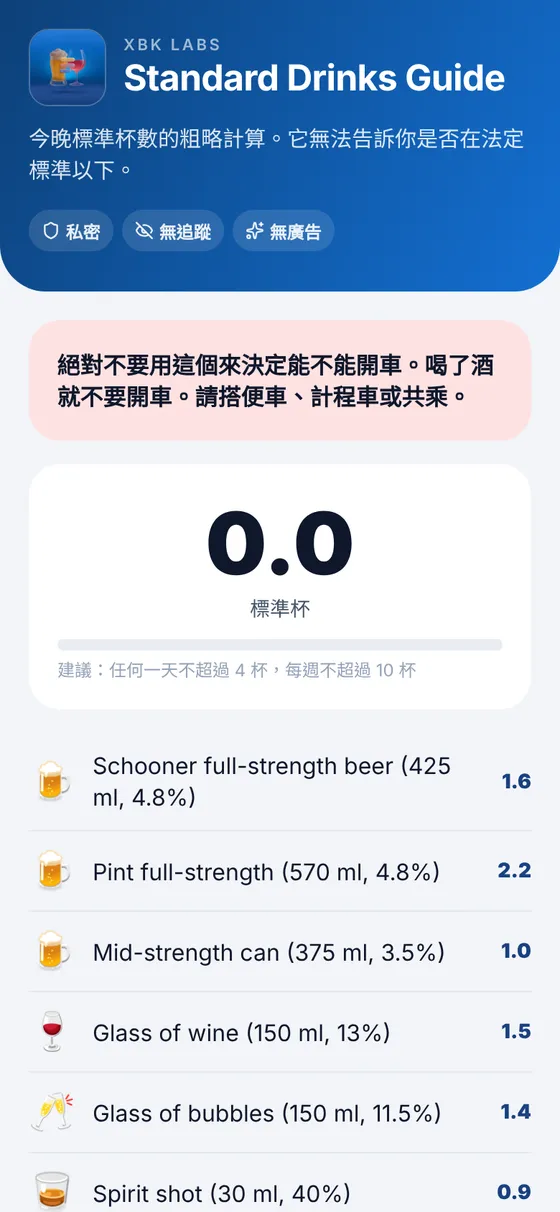 XBK LABS
Standard Drinks Guide
今晚標準杯數的粗略計算。它無法告訴你是否在法定
標準以下。
私密
無追蹤
無廣告
絕對不要用這個來決定能不能開車。喝了酒
就不要開車。請搭便車、計程車或共乘。
0.0
標準杯
建議：任何一天不超過 4 杯，每週不超過 10 杯
Schooner full-strength beer (425
ml, 4.8%)
1.6
Pint full-strength (570 ml, 4.8%)
2.2
Mid-strength can (375 ml, 3.5%)
1.0
Glass of wine (150 ml, 13%)
1.5
Glass of bubbles (150 ml, 11.5%)
1.4
Spirit shot (30 ml, 40%)
0.9